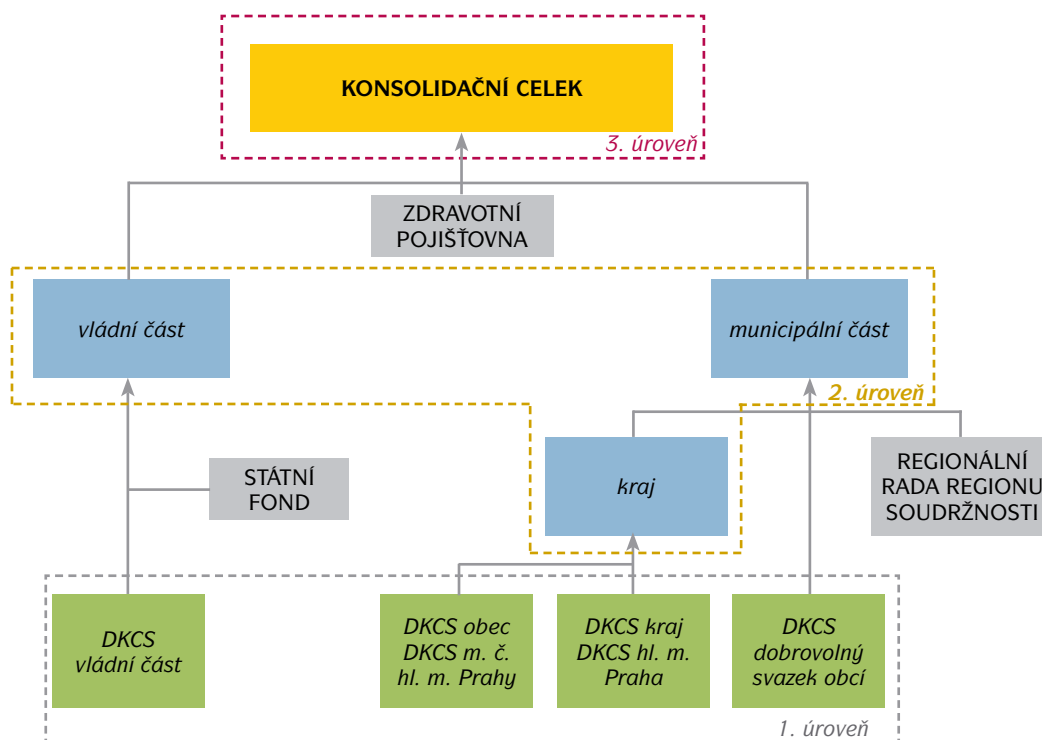 KONSOLIDAČNÍ CELEK
3. úroveň
ZDRAVOTNÍ
POJIŠŤOVNA
vládní část
municipální část
2. úroveň
STÁTNÍ
FOND
kraj
REGIONÁLNÍ
RADA REGIONU
SOUDRŽNOSTI
DKCS
vládní část
DKCS obec
DKCS m. č.
hl. m. Prahy
DKCS kraj
DKCS hl. m.
Praha
DKCS
dobrovolný
svazek obcí
1. úroveň